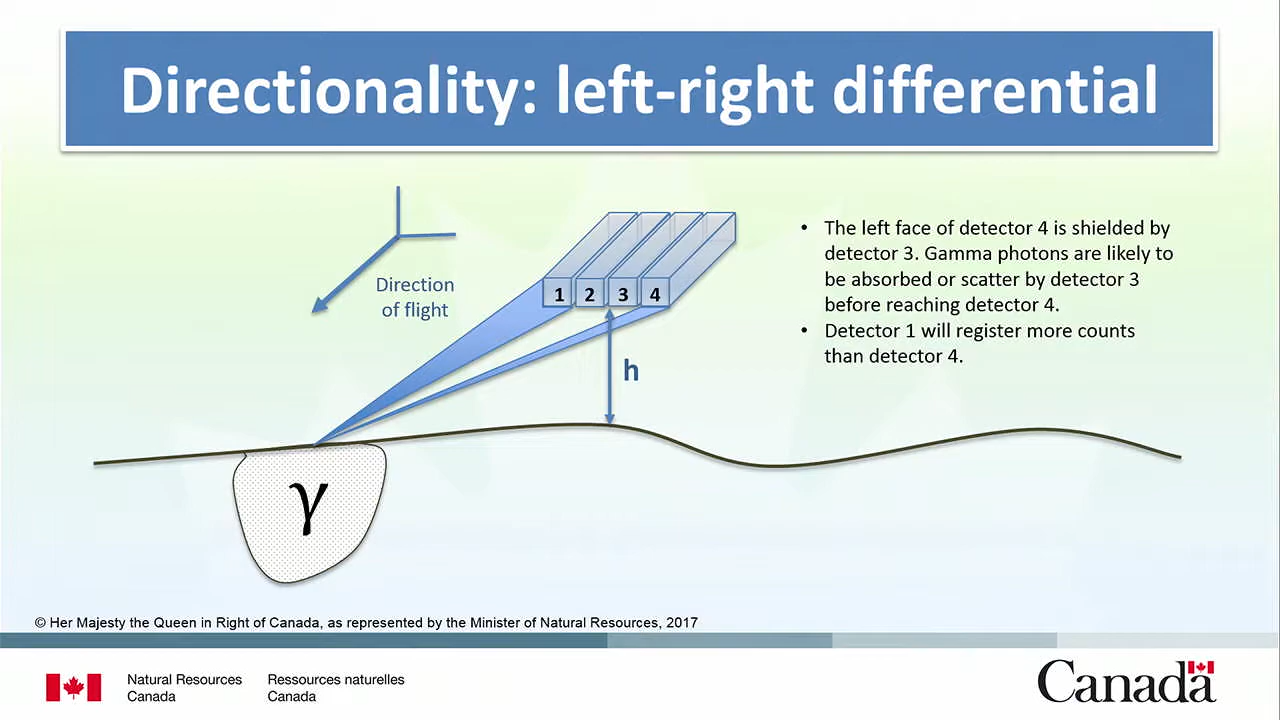 Directionality: left-right differential
Direction
of flight
1 2 3 4
h
γ
• The left face of detector 4 is shielded by
detector 3. Gamma photons are likely to
be absorbed or scatter by detector 3
before reaching detector 4.
• Detector 1 will register more counts
than detector 4.
© Her Majesty the Queen in Right of Canada, as represented by the Minister of Natural Resources, 2017
Natural Resources
Canada
Ressources naturelles
Canada
Canada